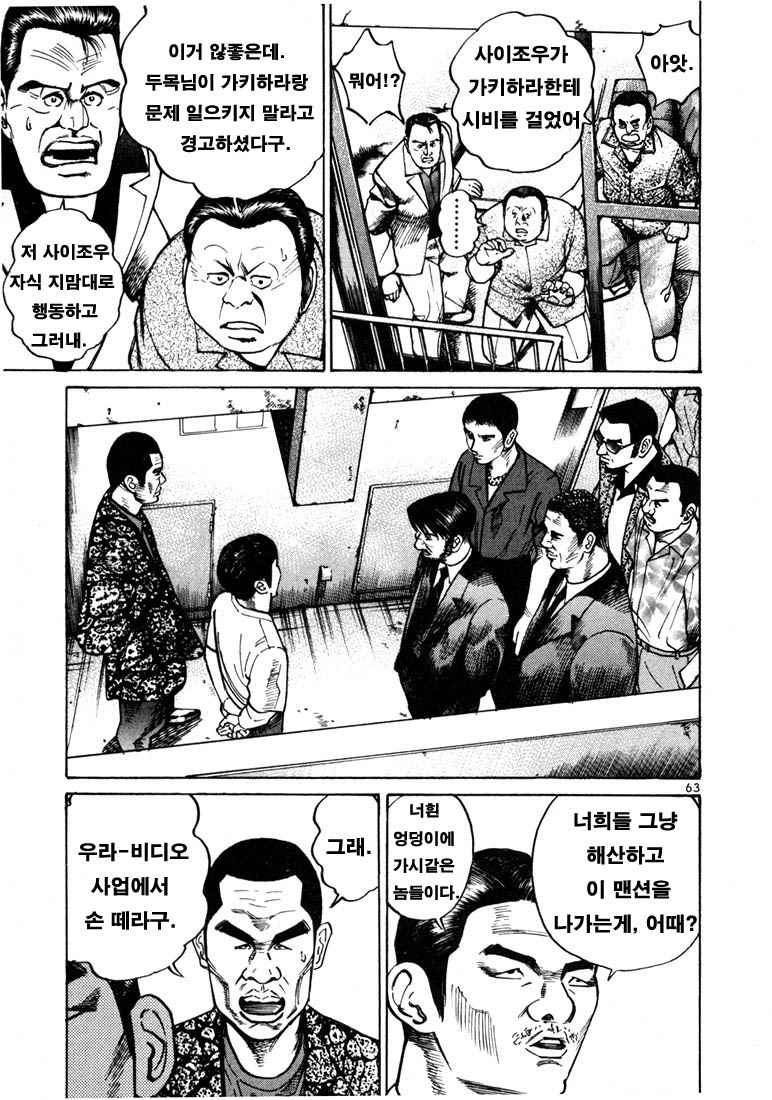 아앗.
사이조우가
가키하라한테
시비를 걸었어
뭐어!?
........
이거 않좋은데.
두목님이 가키하라랑
문제 일으키지 말라고
경고하셨다구.
저 사이조우
자식 지맘대로
행동하고
그러내.
63
너희들 그냥
해산하고
이 맨션을
나가는게, 어때?
너흰
엉덩이에
가시같은
놈들이다.
그래.
우라-비디오
사업에서
손 떼라구.